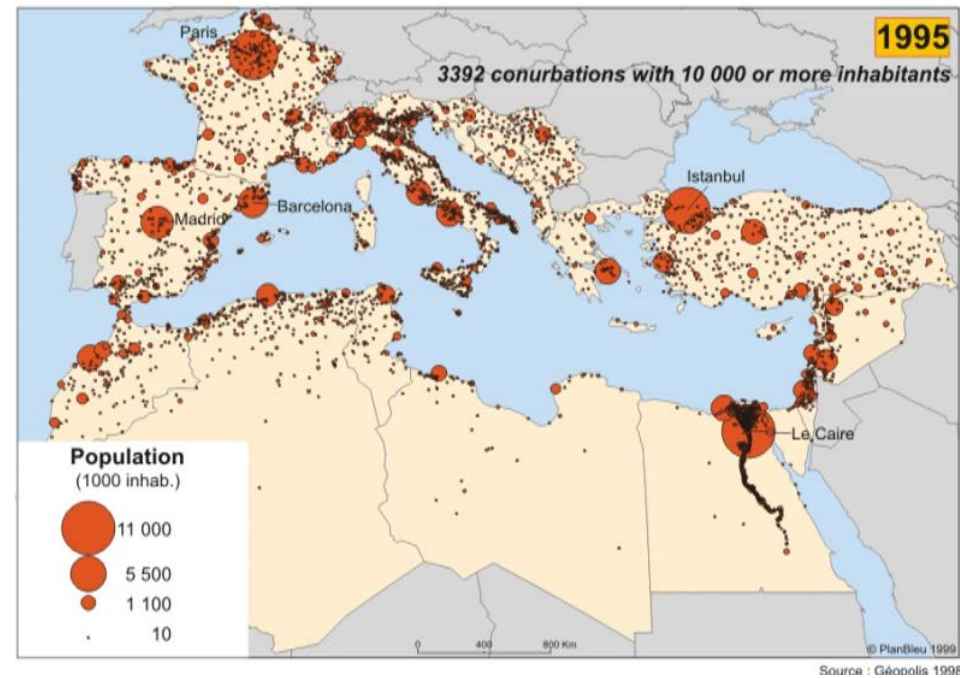 1995
3392 conurbations with 10 000 or more inhabitants
Paris
Istanbul
Barcelona
Madrid
Le Caire
Population
(1000 inhab.)
11 000
5 500
1 100
10
0 400 800 Km
© PlanBleu 1999
Source : Géopolis 1998